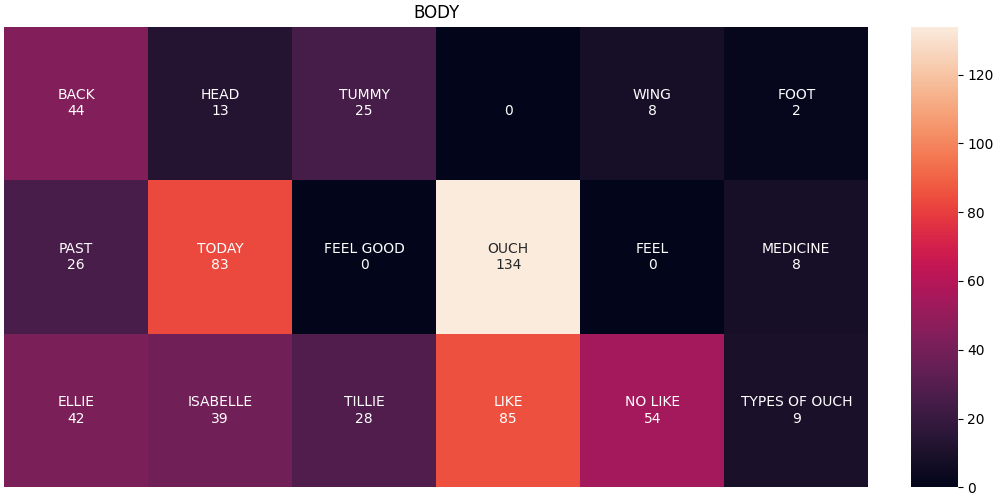 BODY
BACK
44
HEAD
13
TUMMY
25
0
WING
8
FOOT
2
PAST
26
TODAY
83
FEEL GOOD
0
OUCH
134
FEEL
0
MEDICINE
8
ELLIE
42
ISABELLE
39
TILLIE
28
LIKE
85
NO LIKE
54
TYPES OF OUCH
9
120
100
80
60
40
20
0